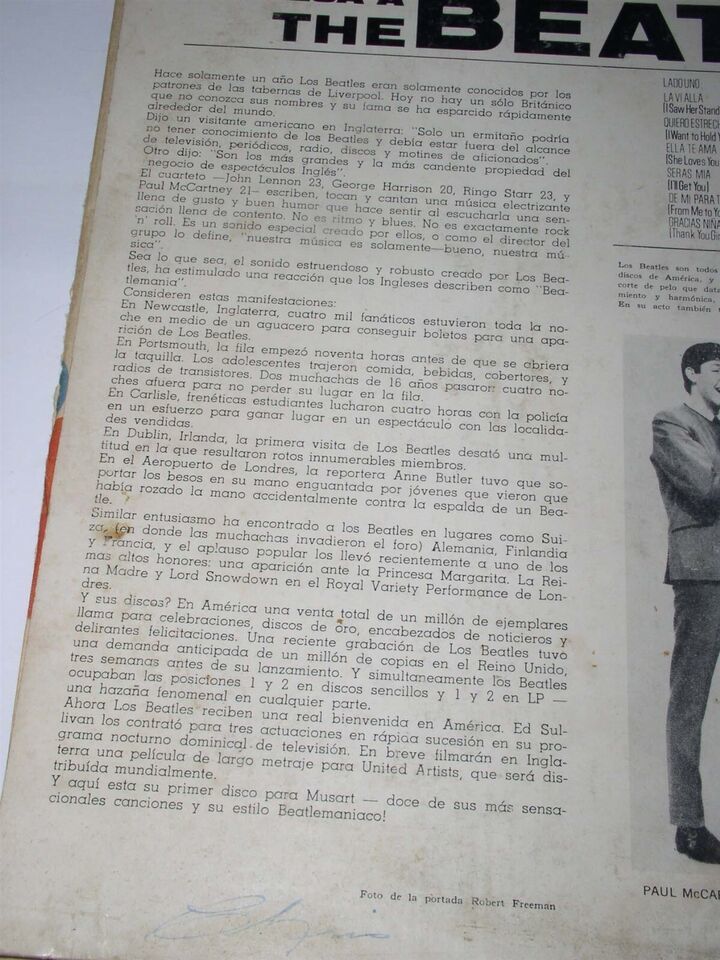 THE BEAT
Hace solamente un año Los Beatles eran solamente conocidos por los
patrones de las tabernas de Liverpool. Hoy no hay un sólo Británico
que no conozca sus nombres y su fama se ha esparcido rápidamente
alrededor del mundo.
Dijo un visitante americano en Inglaterra: "Solo un ermitaño podría
no tener conocimiento de los Beatles y debía estar fuera del alcance
de televisión, periódicos, radio, discos y motines de aficionados".
Otro dijo: "Son los más grandes y la más candente propiedad del
negocio de espectáculos Inglés".
El cuarteto —John Lennon 23, George Harrison 20, Ringo Starr 23, y
Paul McCartney 21— escriben, tocan y cantan una música electrizante
llena de gusto y buen humor que hace sentir al escucharla una sen-
sación llena de contento. No es ritmo y blues. No es exactamente rock
'n' roll. Es un sonido especial creado por ellos, o como el director del
grupo lo define, "nuestra música es solamente—bueno, nuestra mú-
sica".
Sea lo que sea, el sonido estruendoso y robusto creado por Los Bea-
tles, ha estimulado una reacción que los Ingleses describen como "Bea-
tlemania".
Consideren estas manifestaciones:
En Newcastle, Inglaterra, cuatro mil fanáticos estuvieron toda la no-
che en medio de un aguacero para conseguir boletos para una apa-
rición de Los Beatles.
En Portsmouth, la fila empezó noventa horas antes de que se abriera
la taquilla. Los adolescentes trajeron comida, bebidas, cobertores, y
radios de transistores. Dos muchachas de 16 años pasaron cuatro no-
ches afuera para no perder su lugar en la fila.
En Carlisle, frenéticas estudiantes lucharon cuatro horas con la policía
en un esfuerzo para ganar lugar en un espectáculo con las localida-
des vendidas.
En Dublin, Irlanda, la primera visita de Los Beatles desató una mul-
titud en la que resultaron rotos innumerables miembros.
En el Aeropuerto de Londres, la reportera Anne Butler tuvo que so-
portar los besos en su mano enguantada por jóvenes que vieron que
había rozado la mano accidentalmente contra la espalda de un Bea-
tle.
Similar entusiasmo ha encontrado a los Beatles en lugares como Sui-
za, (en donde las muchachas invadieron el foro) Alemania, Finlandia
y Francia, y el aplauso popular los llevó recientemente a uno de los
mas altos honores: una aparición ante la Princesa Margarita. La Rei-
na Madre y Lord Snowdown en el Royal Variety Performance de Lon-
dres.
Y sus discos? En América una venta total de un millón de ejemplares
llama para celebraciones, discos de oro, encabezados de noticieros y
delirantes felicitaciones. Una reciente grabación de Los Beatles tuvo
una demanda anticipada de un millón de copias en el Reino Unido,
tres semanas antes de su lanzamiento. Y simultaneamente los Beatles
ocupaban las posiciones 1 y 2 en discos sencillos y 1 y 2 en LP —
una hazaña fenomenal en cualquier parte.
Ahora Los Beatles reciben una real bienvenida en América. Ed Sul-
livan los contrató para tres actuaciones en rápida sucesión en su pro-
grama nocturno dominical de televisión. En breve filmarán en Ingla-
terra una película de largo metraje para United Artists, que será dis-
tribuída mundialmente.
Y aquí esta su primer disco para Musart — doce de sus más sensa-
cionales canciones y su estilo Beatlemaniaco!
Foto de la portada Robert Freeman
LADO UNO
LA VI ALLA
(I Saw Her Stand
QUIERO ESTRECH
(I Want to Hold Y
ELLA TE AMA
(She Loves You
SERAS MIA
(I'll Get You)
DE MI PARA T
(From Me to Yo
GRACIAS NIÑA
(Thank You Gi
Los Beatles son todos
discos de América, y
corte de pelo que data
miento y harmónica,
En su acto también
PAUL McCAR